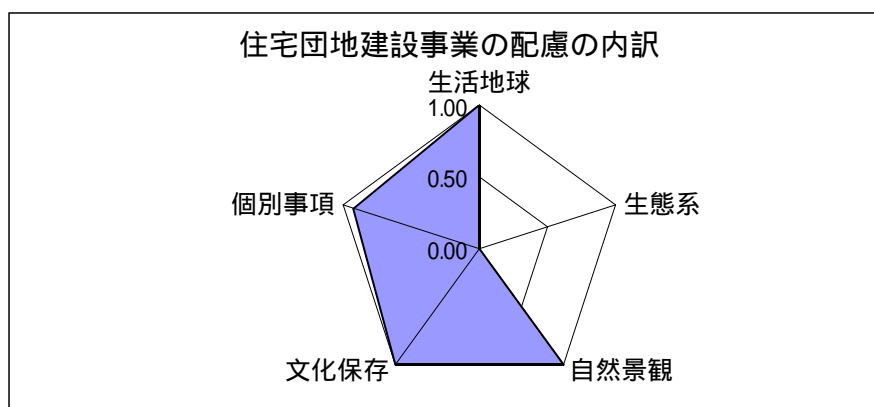 住宅団地建設事業の配慮の内訳
生活地球
1.00
0.50
個別事項
生態系
0.00
文化保存
自然景観